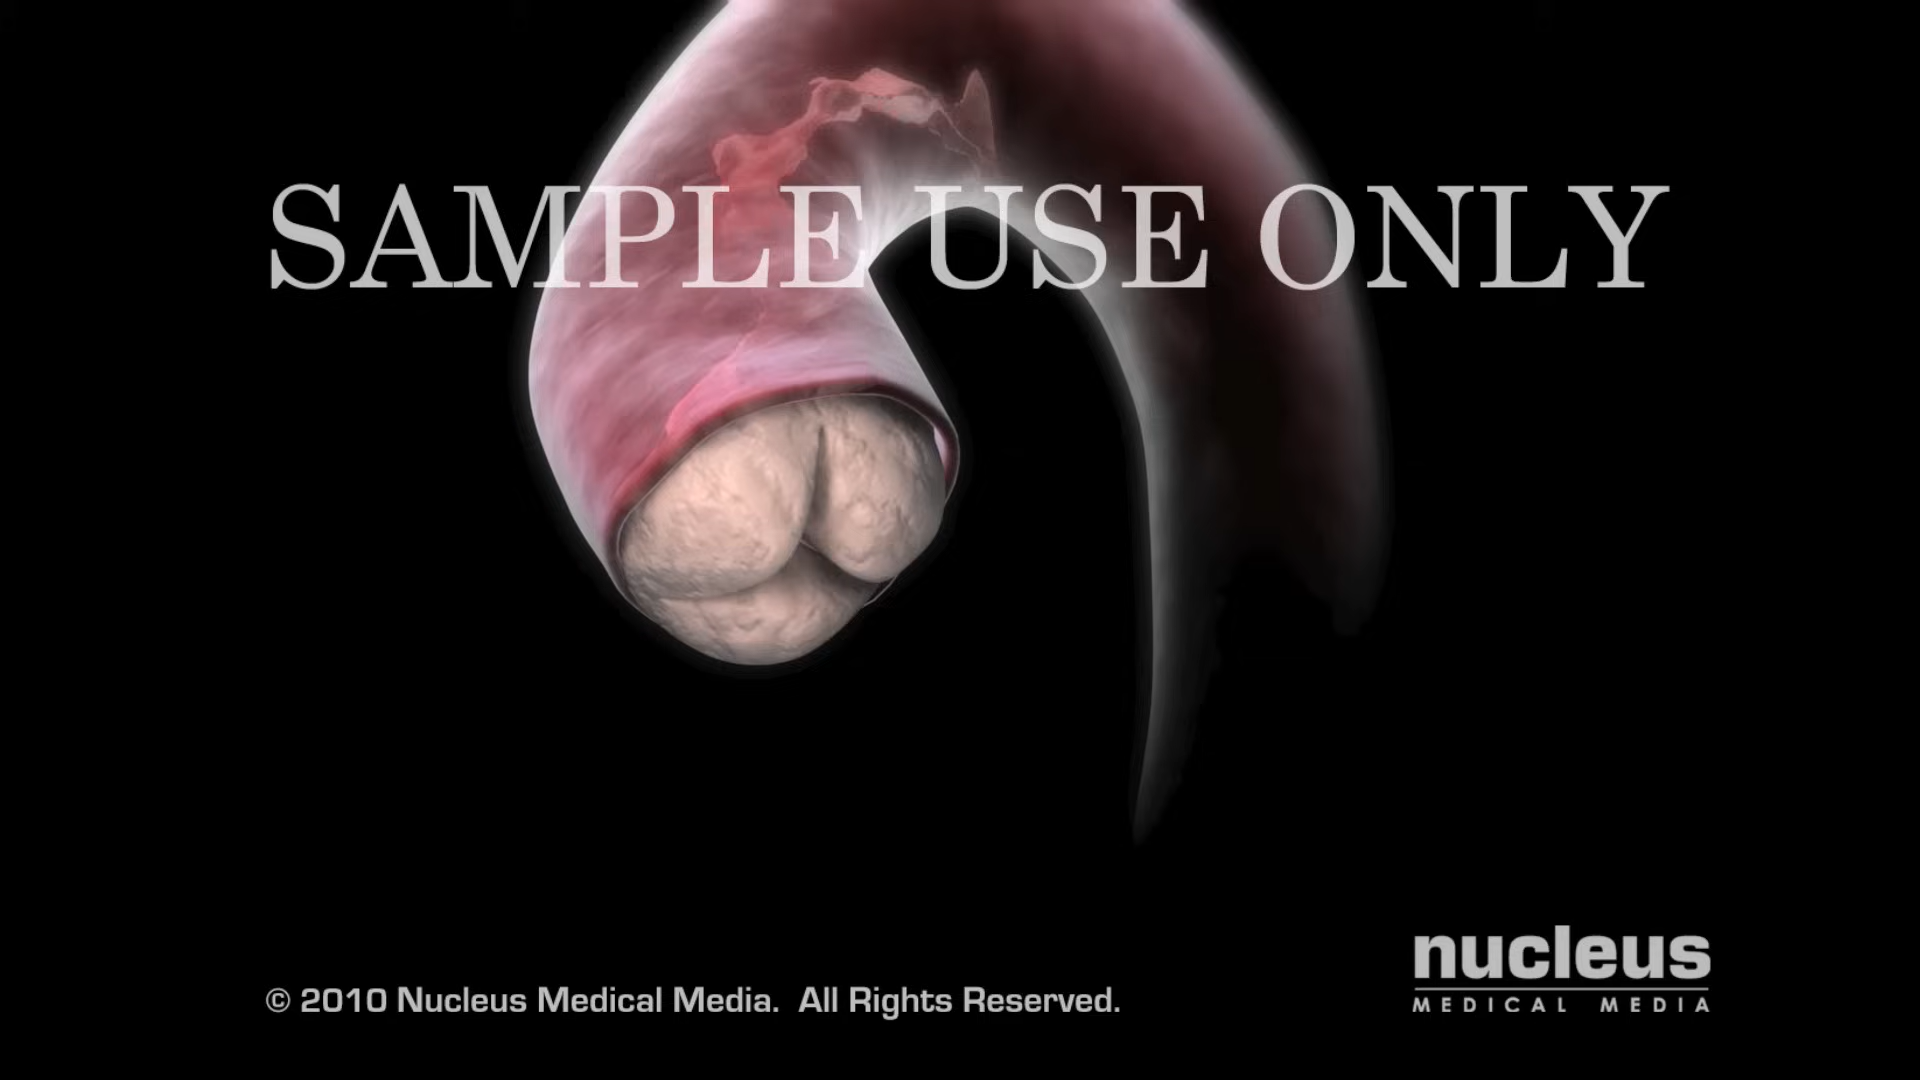 SAMPLE USE ONLY
nucleus
MEDICAL MEDIA
© 2010 Nucleus Medical Media. All Rights Reserved.